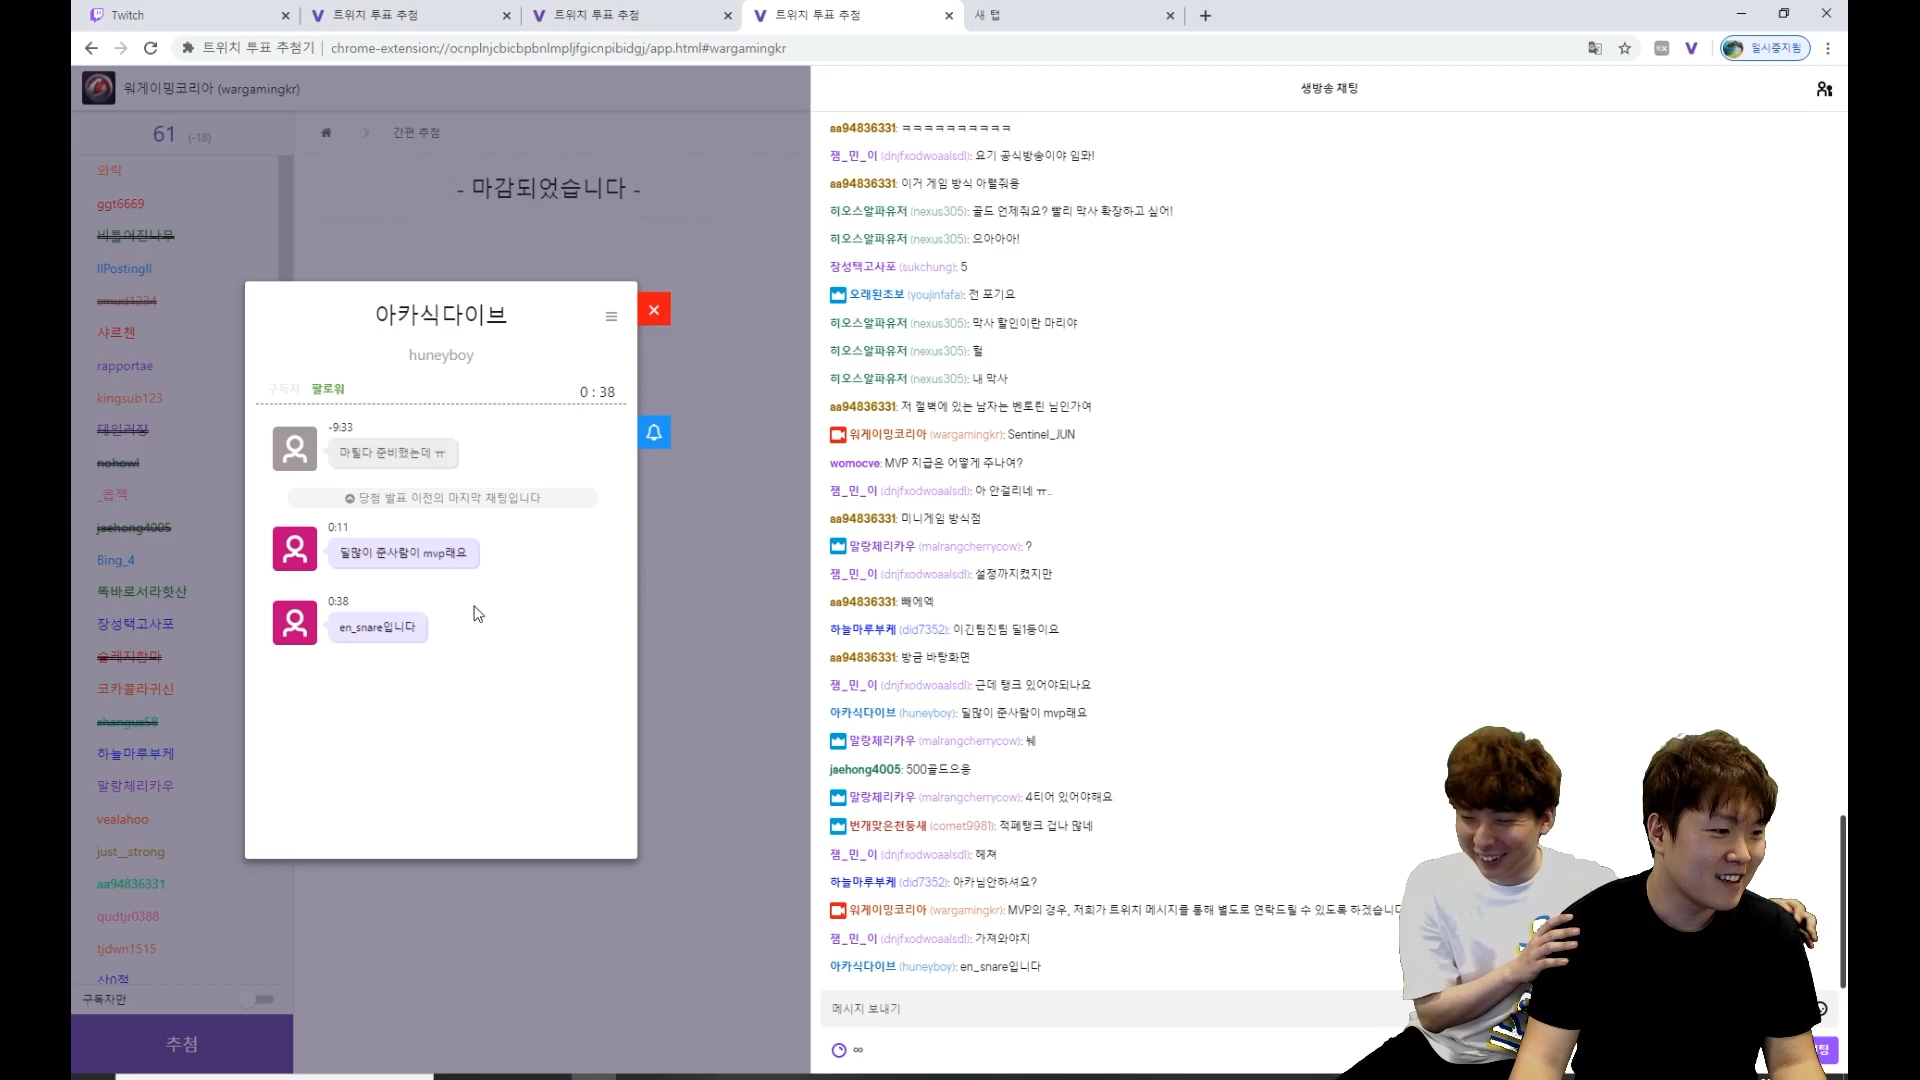 Twitch
트위치 투표 추첨
트위치 투표 추첨
트위치 투표 추첨
새 탭
트위치 투표 추첨기 | chrome-extension://ocnplnjcbicbpbnlmpljfgicnpibidgj/app.html#wargamingkr
일시중지됨
워게이밍코리아 (wargamingkr)
61 (-18)
와락
ggt6669
비틀어진나무
llPostingll
zmud1234
샤르첸
rapportae
kingsub123
테인러쟝
nohowl
_옵젝
jaehong4005
Bing_4
똑바로서라핫산
장성택고사포
슬레지함마
코카콜라귀신
shangus58
하늘마루부케
말랑체리카우
vealahoo
just__strong
aa94836331
qudtjr0388
tjdwn1515
구독자만
추첨
간편 추첨
- 마감되었습니다 -
아카식다이브
huneyboy
구독자 팔로워
0 : 38
-9:33
마틸다 준비했는데 ㅠ
당첨 발표 이전의 마지막 채팅입니다
0:11
딜많이 준사람이 mvp래요
0:38
en_snare입니다
생방송 채팅
aa94836331: ㅋㅋㅋㅋㅋㅋㅋㅋㅋㅋ
잼_민_이 (dnjfxodwoaalsdl): 요기 공식방송이야 임뫄!
aa94836331: 이거 게임 방식 아렬줘용
히오스알파유저 (nexus305): 골드 언제줘요? 빨리 막사 확장하고 싶어!
히오스알파유저 (nexus305): 으아아아!
장성택고사포 (sukchung): 5
오래된초보 (youjinfafa): 전 포기요
히오스알파유저 (nexus305): 막사 할인이란 마리야
히오스알파유저 (nexus305): 헐
히오스알파유저 (nexus305): 내 막사
aa94836331: 저 절벽에 있는 남자는 벤토린 님인가여
워게이밍코리아 (wargamingkr): Sentinel_JUN
womocve: MVP 지급은 어떻게 주나여?
잼_민_이 (dnjfxodwoaalsdl): 아 안걸리네 ㅠ..
aa94836331: 미니게임 방식점
말랑체리카우 (malrangcherrycow): ?
잼_민_이 (dnjfxodwoaalsdl): 설정까지켰지만
aa94836331: 빼에엑
하늘마루부케 (did7352): 이긴팀진팀 딜1등이요
aa94836331: 방금 바탕화면
잼_민_이 (dnjfxodwoaalsdl): 근데 탱크 있어야되나요
아카식다이브 (huneyboy): 딜많이 준사람이 mvp래요
말랑체리카우 (malrangcherrycow): 눼
jaehong4005: 500골드으옹
말랑체리카우 (malrangcherrycow): 4티어 있어야해요
번개맞은천둥새 (comet9981): 적폐탱크 겁나 많네
잼_민_이 (dnjfxodwoaalsdl): 헤져
하늘마루부케 (did7352): 아카님안하셔요?
워게이밍코리아 (wargamingkr): MVP의 경우, 저희가 트위치 메시지를 통해 별도로 연락드릴 수 있도록 하겠습니다
잼_민_이 (dnjfxodwoaalsdl): 가져와야지
아카식다이브 (huneyboy): en_snare입니다
메시지 보내기
∞